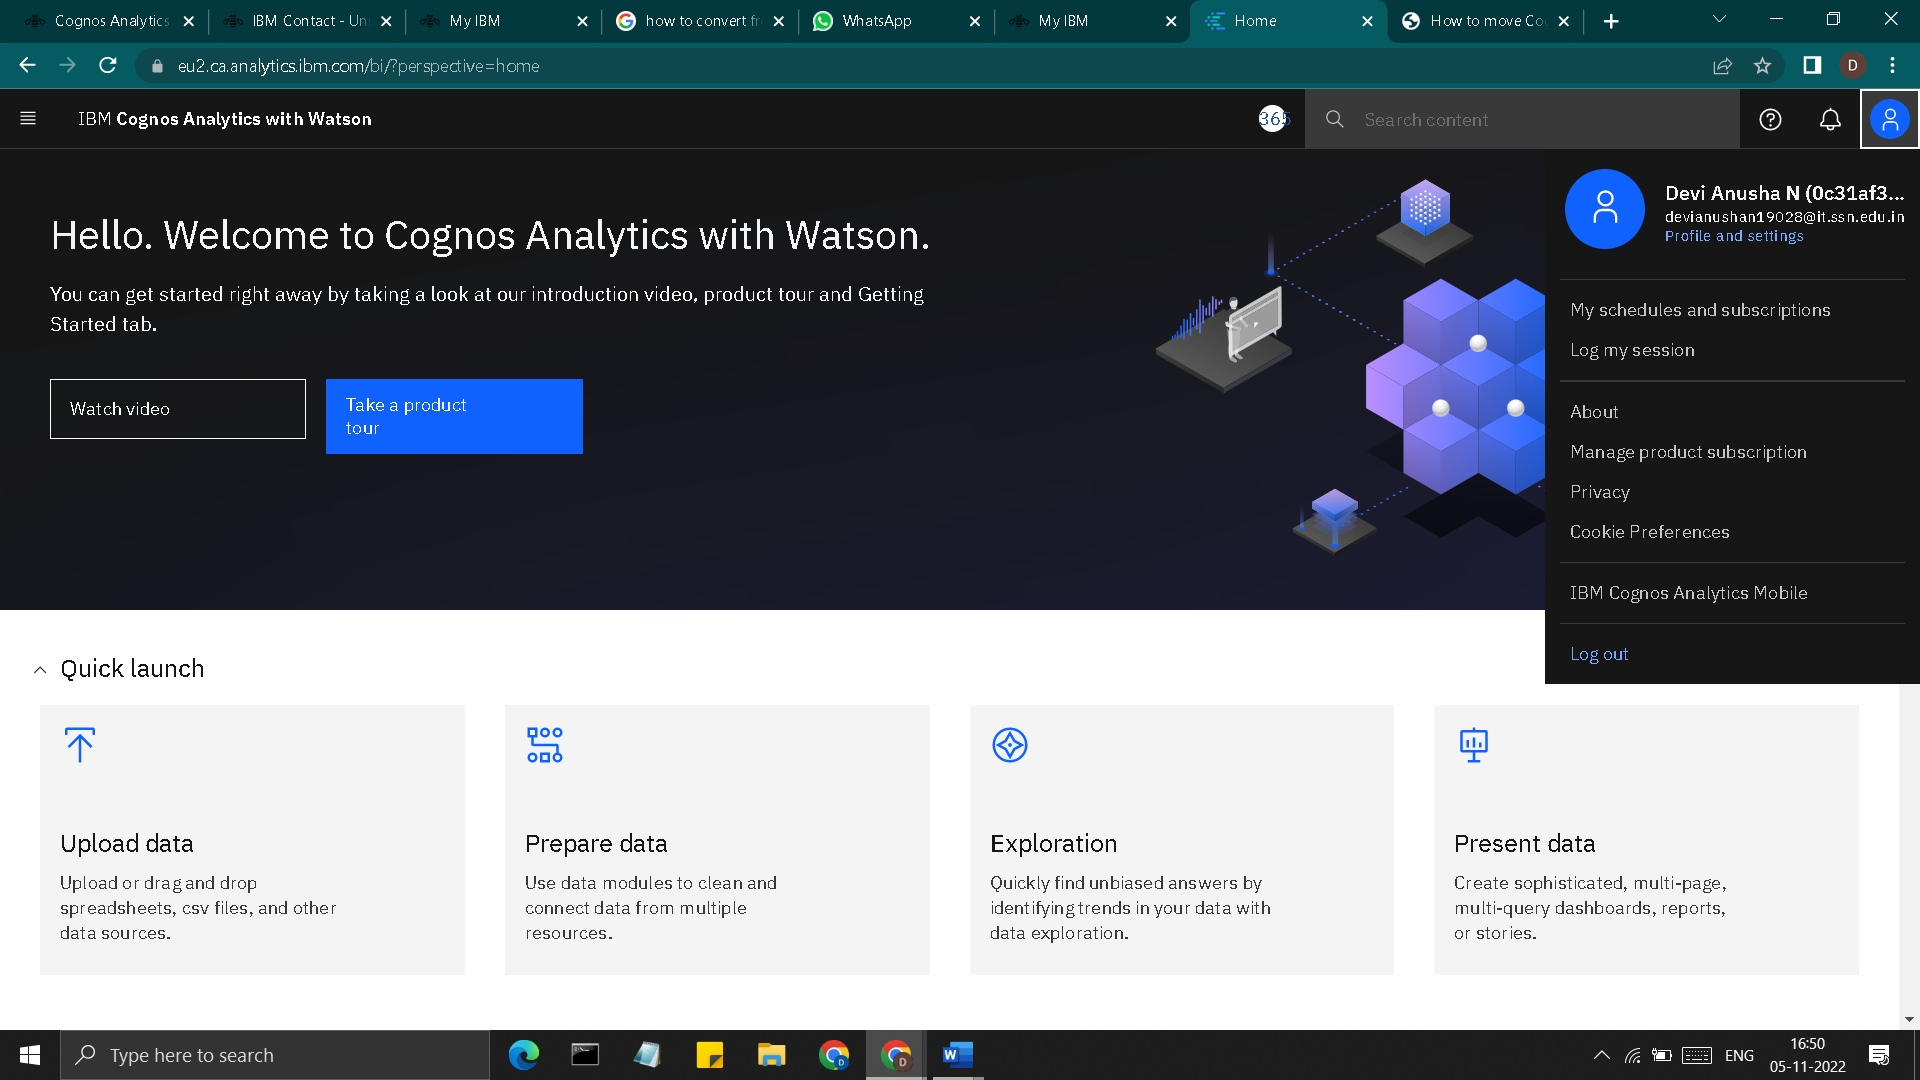 Cognos Analytics
IBM Contact - Un
My IBM
how to convert fr
WhatsApp
My IBM
Home
How to move Co
eu2.ca.analytics.ibm.com/bi/?perspective=home
D
IBM Cognos Analytics with Watson
365
Search content
Hello. Welcome to Cognos Analytics with Watson.
You can get started right away by taking a look at our introduction video, product tour and Getting
Started tab.
Watch video
Take a product
tour
Devi Anusha N (0c31af3...
devianushan19028@it.ssn.edu.in
Profile and settings
My schedules and subscriptions
Log my session
About
Manage product subscription
Privacy
Cookie Preferences
IBM Cognos Analytics Mobile
Log out
Quick launch
Upload data
Upload or drag and drop
spreadsheets, csv files, and other
data sources.
Prepare data
Use data modules to clean and
connect data from multiple
resources.
Exploration
Quickly find unbiased answers by
identifying trends in your data with
data exploration.
Present data
Create sophisticated, multi-page,
multi-query dashboards, reports,
or stories.
Type here to search
ENG
16:50
05-11-2022